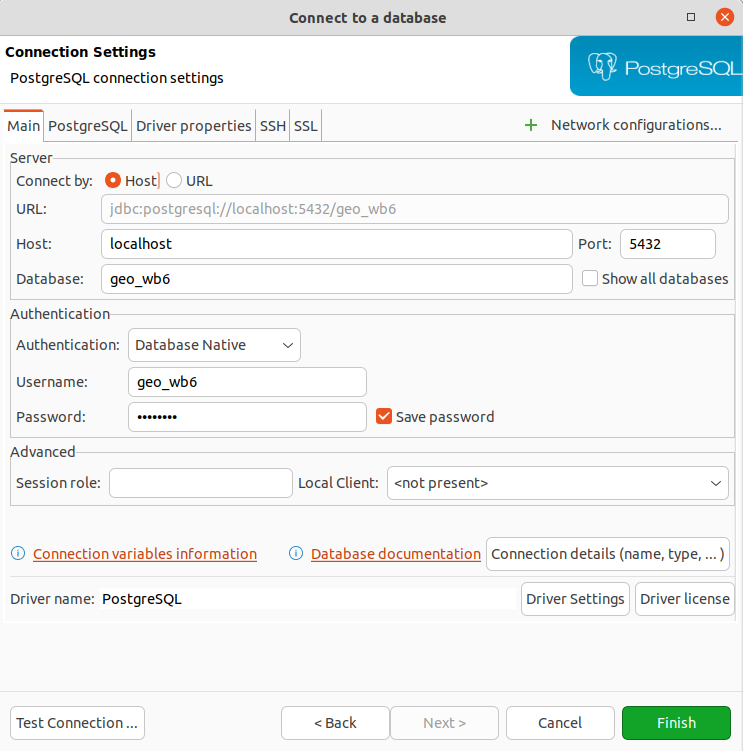 Connect to a database
Connection Settings
PostgreSQL connection settings
PostgreSQL
Main PostgreSQL Driver properties SSH SSL Network configurations...
Server
Connect by: Host URL
URL: jdbc:postgresql://localhost:5432/geo_wb6
Host: localhost Port: 5432
Database: geo_wb6 Show all databases
Authentication
Authentication: Database Native
Username: geo_wb6
Password: •••••••• Save password
Advanced
Session role: Local Client: <not present>
Connection variables information Database documentation Connection details (name, type, ... )
Driver name: PostgreSQL Driver Settings Driver license
Test Connection ... < Back Next > Cancel Finish